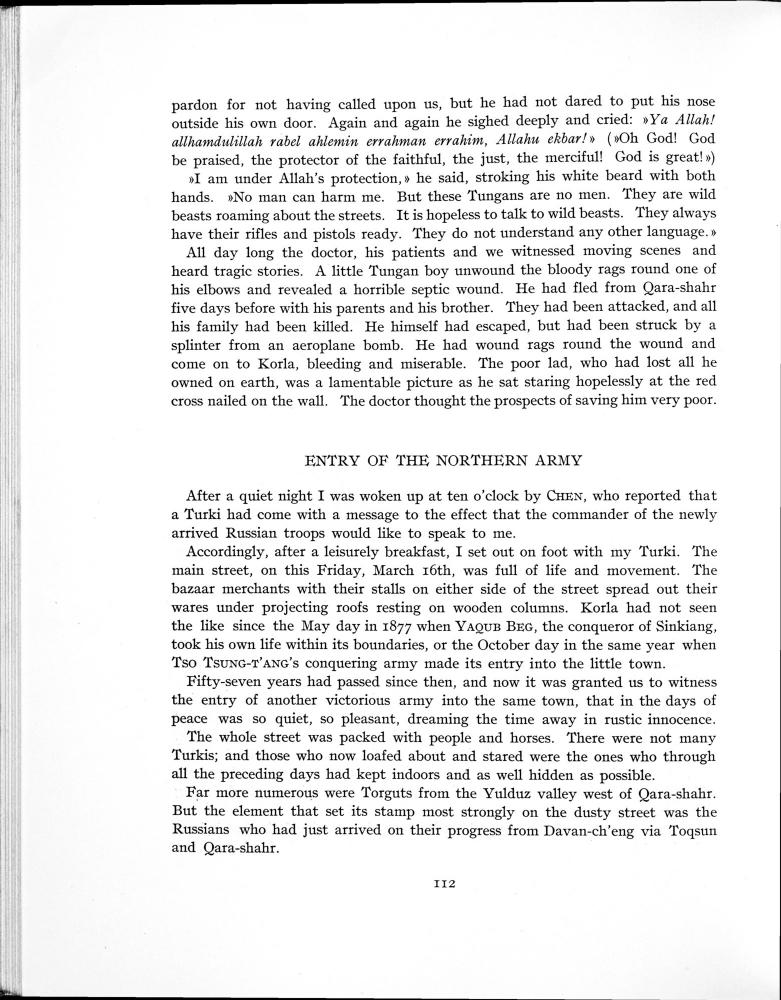 pardon for not having called upon us, but he had not dared to put his nose
outside his own door. Again and again he sighed deeply and cried: »Ya Allah!
allhamdulillah rabel ahlemin errahman errahim, Allahu ekbar!» (»Oh God! God
be praised, the protector of the faithful, the just, the merciful! God is great!»)
»I am under Allah's protection,» he said, stroking his white beard with both
hands. »No man can harm me. But these Tungans are no men. They are wild
beasts roaming about the streets. It is hopeless to talk to wild beasts. They always
have their rifles and pistols ready. They do not understand any other language.»
All day long the doctor, his patients and we witnessed moving scenes and
heard tragic stories. A little Tungan boy unwound the bloody rags round one of
his elbows and revealed a horrible septic wound. He had fled from Qara-shahr
five days before with his parents and his brother. They had been attacked, and all
his family had been killed. He himself had escaped, but had been struck by a
splinter from an aeroplane bomb. He had wound rags round the wound and
come on to Korla, bleeding and miserable. The poor lad, who had lost all he
owned on earth, was a lamentable picture as he sat staring hopelessly at the red
cross nailed on the wall. The doctor thought the prospects of saving him very poor.
ENTRY OF THE NORTHERN ARMY
After a quiet night I was woken up at ten o'clock by CHEN, who reported that
a Turki had come with a message to the effect that the commander of the newly
arrived Russian troops would like to speak to me.
Accordingly, after a leisurely breakfast, I set out on foot with my Turki. The
main street, on this Friday, March 16th, was full of life and movement. The
bazaar merchants with their stalls on either side of the street spread out their
wares under projecting roofs resting on wooden columns. Korla had not seen
the like since the May day in 1877 when YAQUB BEG, the conqueror of Sinkiang,
took his own life within its boundaries, or the October day in the same year when
TSO TSUNG-T'ANG's conquering army made its entry into the little town.
Fifty-seven years had passed since then, and now it was granted us to witness
the entry of another victorious army into the same town, that in the days of
peace was so quiet, so pleasant, dreaming the time away in rustic innocence.
The whole street was packed with people and horses. There were not many
Turkis; and those who now loafed about and stared were the ones who through
all the preceding days had kept indoors and as well hidden as possible.
Far more numerous were Torguts from the Yulduz valley west of Qara-shahr.
But the element that set its stamp most strongly on the dusty street was the
Russians who had just arrived on their progress from Davan-ch'eng via Toqsun
and Qara-shahr.
112